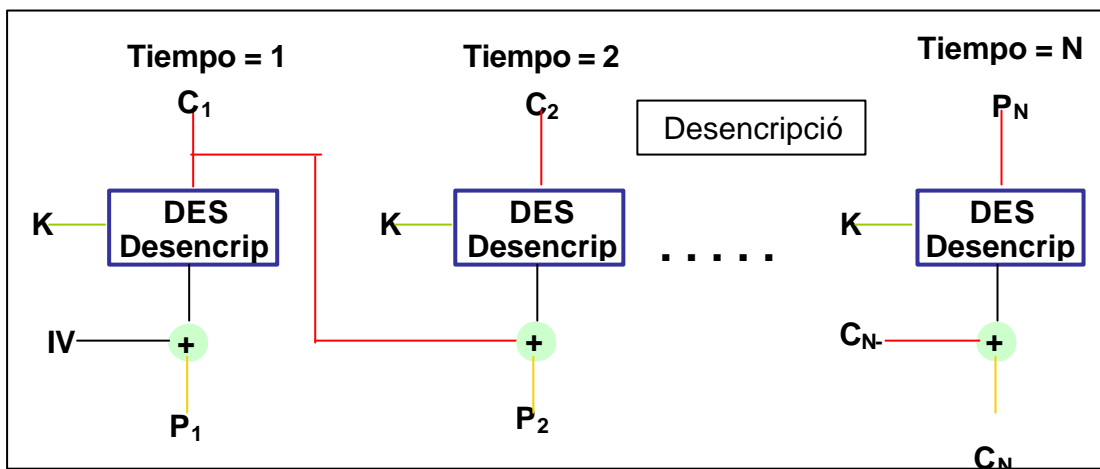 Tiempo = 1
Tiempo = 2
Tiempo = N
C1
C2
PN
Desencripció
K
DES
Desencrip
K
DES
Desencrip
. . . . .
K
DES
Desencrip
IV
+
+
CN-
+
P1
P2
CN